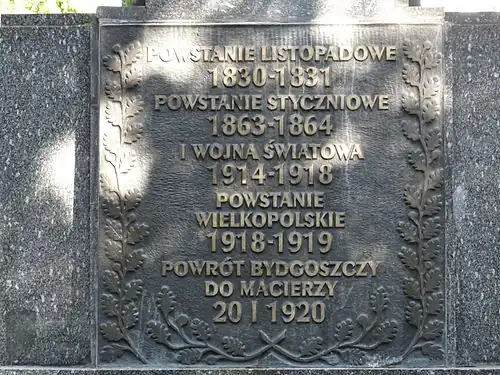 POWSTANIE LISTOPADOWE
1830-1831
POWSTANIE STYCZNIOWE
1863-1864
I WOJNA ŚWIATOWA
1914-1918
POWSTANIE
WIELKOPOLSKIE
1918-1919
POWRÓT BYDGOSZCZY
DO MACIERZY
20 I 1920